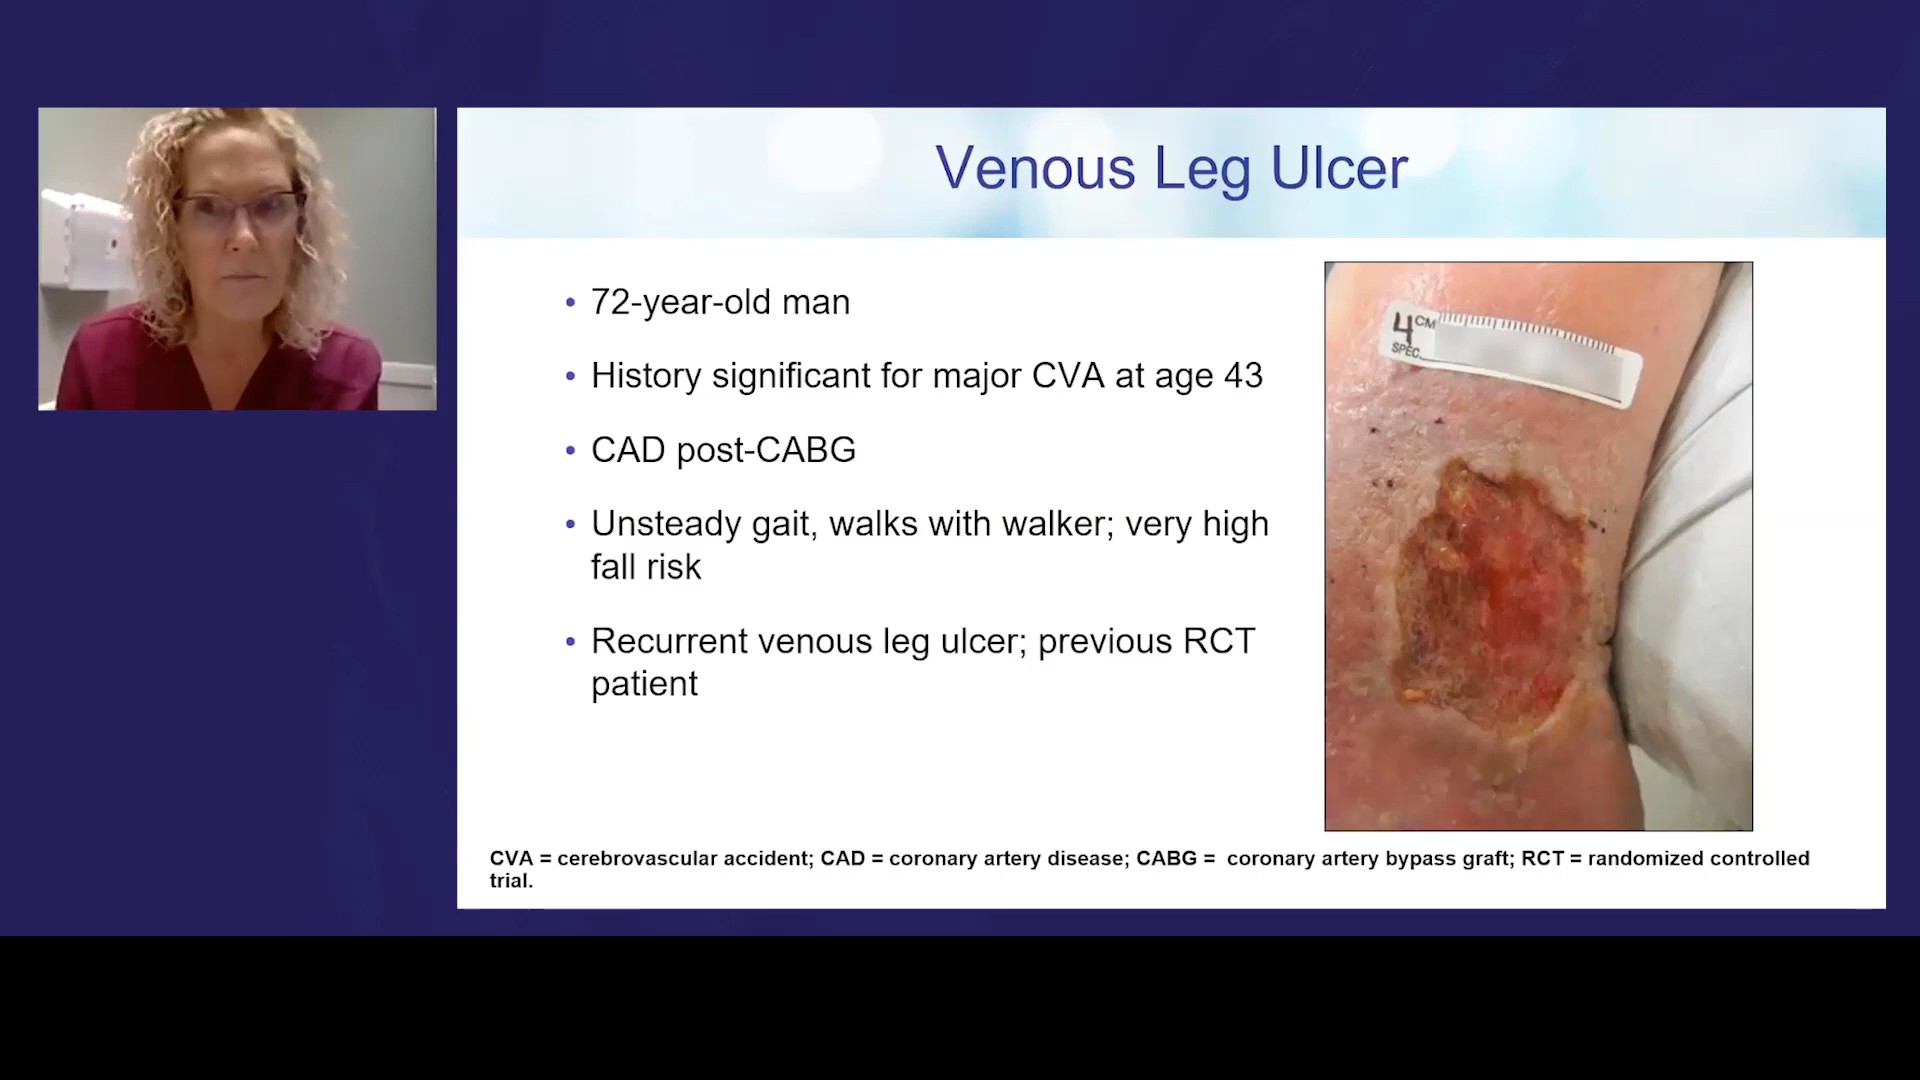 Venous Leg Ulcer
• 72-year-old man
• History significant for major CVA at age 43
• CAD post-CABG
• Unsteady gait, walks with walker; very high
fall risk
• Recurrent venous leg ulcer; previous RCT
patient
4 CM
SPEC
CVA = cerebrovascular accident; CAD = coronary artery disease; CABG = coronary artery bypass graft; RCT = randomized controlled
trial.